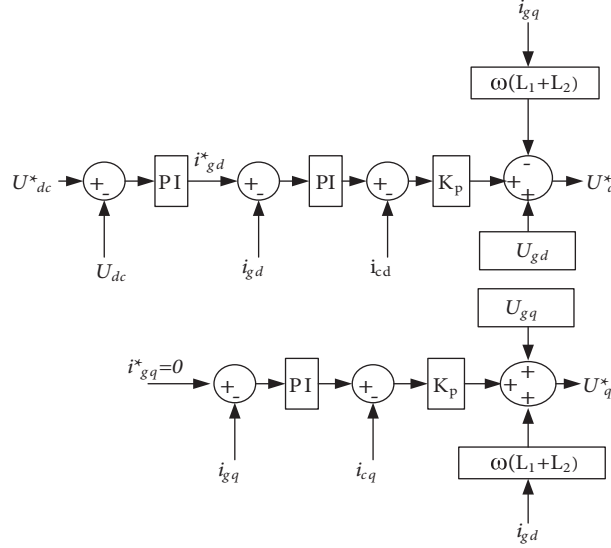 i_gq
ω(L₁+L₂)
U*_dc
+
-
PI
i*_gd
+
-
PI
+
-
K_p
-
+
+
U*_d
U_dc
i_gd
i_cd
U_gd
U_gq
i*_gq=0
+
-
PI
+
-
K_p
+
+
+
U*_q
i_gq
i_cq
ω(L₁+L₂)
i_gd